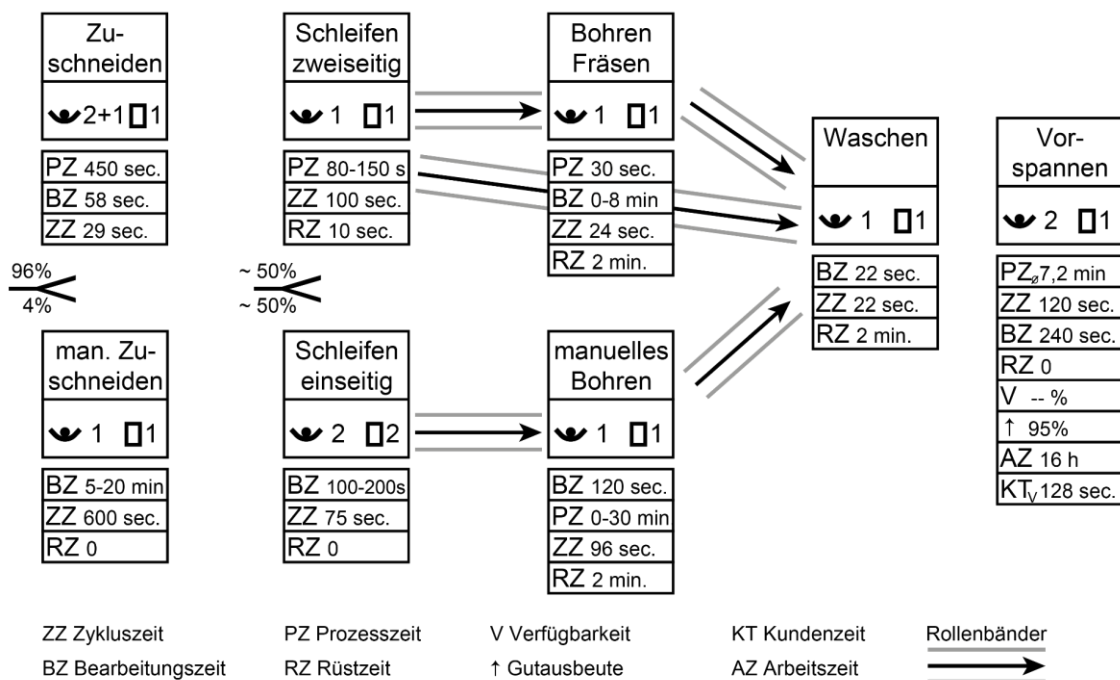 Zu-
schneiden
2+1 1
PZ 450 sec.
BZ 58 sec.
ZZ 29 sec.
Schleifen
zweiseitig
1 1
PZ 80-150 s
ZZ 100 sec.
RZ 10 sec.
Bohren
Fräsen
1 1
PZ 30 sec.
BZ 0-8 min
ZZ 24 sec.
RZ 2 min.
Waschen
1 1
BZ 22 sec.
ZZ 22 sec.
RZ 2 min.
Vor-
spannen
2 1
PZø7,2 min
ZZ 120 sec.
BZ 240 sec.
RZ 0
V -- %
↑ 95%
AZ 16 h
KTV 128 sec.
96%
4%
~ 50%
~ 50%
man. Zu-
schneiden
1 1
BZ 5-20 min
ZZ 600 sec.
RZ 0
Schleifen
einseitig
2 2
BZ 100-200s
ZZ 75 sec.
RZ 0
manuelles
Bohren
1 1
BZ 120 sec.
PZ 0-30 min
ZZ 96 sec.
RZ 2 min.
ZZ Zykluszeit
PZ Prozesszeit
V Verfügbarkeit
KT Kundenzeit
Rollenbänder
BZ Bearbeitungszeit
RZ Rüstzeit
↑ Gutausbeute
AZ Arbeitszeit